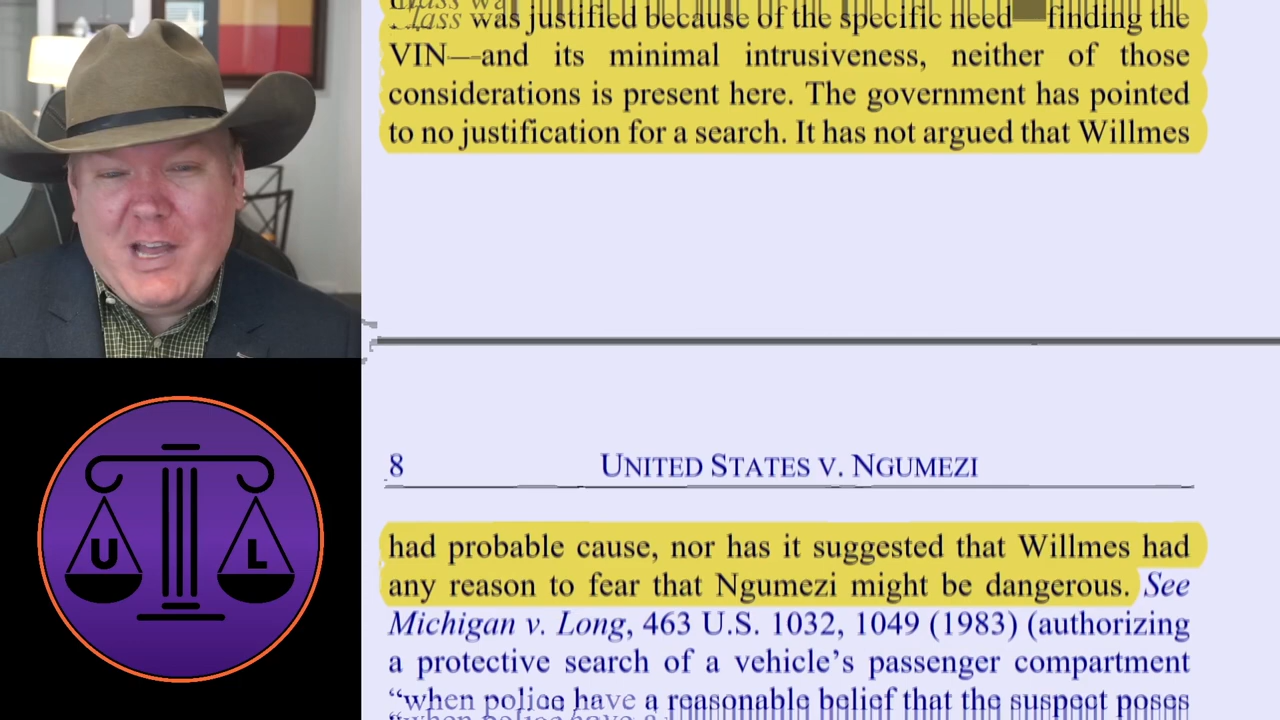 Class was justified because of the specific need finding the
VIN—and its minimal intrusiveness, neither of those
considerations is present here. The government has pointed
to no justification for a search. It has not argued that Willmes
8 UNITED STATES V. NGUMEZI
had probable cause, nor has it suggested that Willmes had
any reason to fear that Ngumezi might be dangerous. See
Michigan v. Long, 463 U.S. 1032, 1049 (1983) (authorizing
a protective search of a vehicle’s passenger compartment
“when police have a reasonable belief that the suspect poses
U L